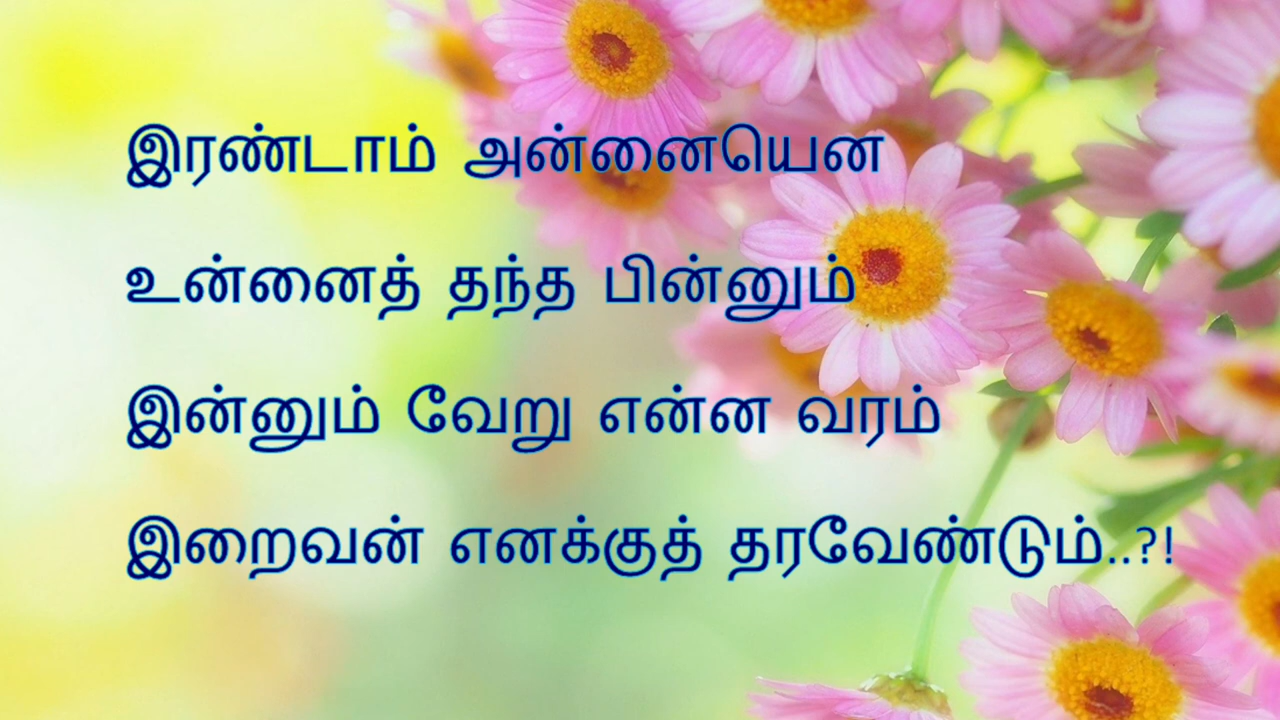 இரண்டாம் அன்னையென
உன்னைத் தந்த பின்னும்
இன்னும் வேறு என்ன வரம்
இறைவன் எனக்குத் தரவேண்டும்..?!